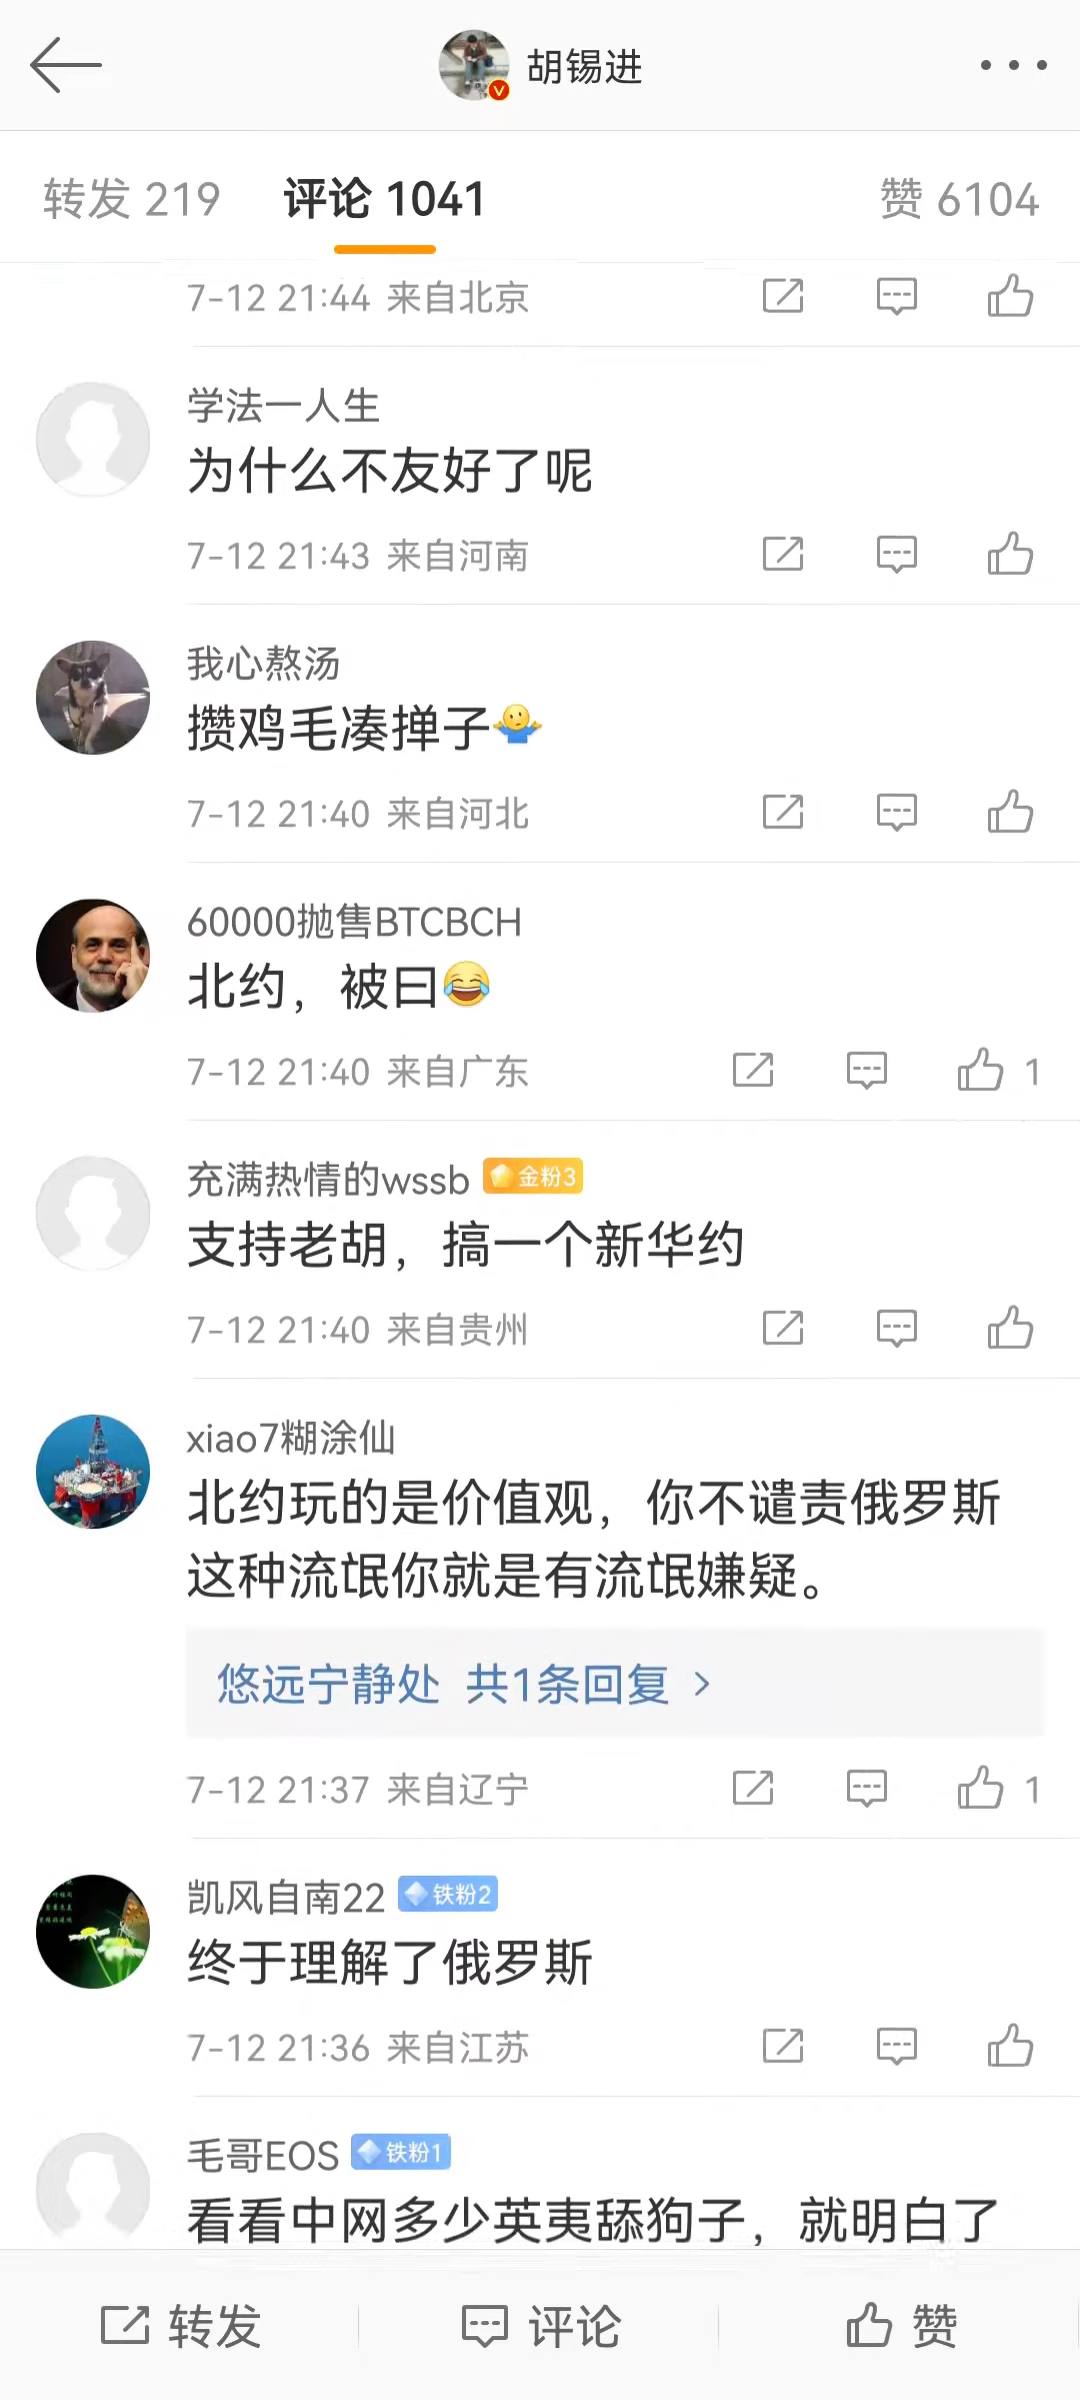 胡锡进
转发 219
评论 1041
赞 6104
7-12 21:44 来自北京
学法一人生
为什么不友好了呢
7-12 21:43 来自河南
我心熬汤
攒鸡毛凑掸子🤷
7-12 21:40 来自河北
60000抛售BTCBCH
北约，被曰😂
7-12 21:40 来自广东
1
充满热情的wssb 金粉3
支持老胡，搞一个新华约
7-12 21:40 来自贵州
xiao7糊涂仙
北约玩的是价值观，你不谴责俄罗斯
这种流氓你就是有流氓嫌疑。
悠远宁静处 共1条回复 >
7-12 21:37 来自辽宁
1
凯风自南22 铁粉2
终于理解了俄罗斯
7-12 21:36 来自江苏
毛哥EOS 铁粉1
看看中网多少英夷舔狗子，就明白了
转发
评论
赞